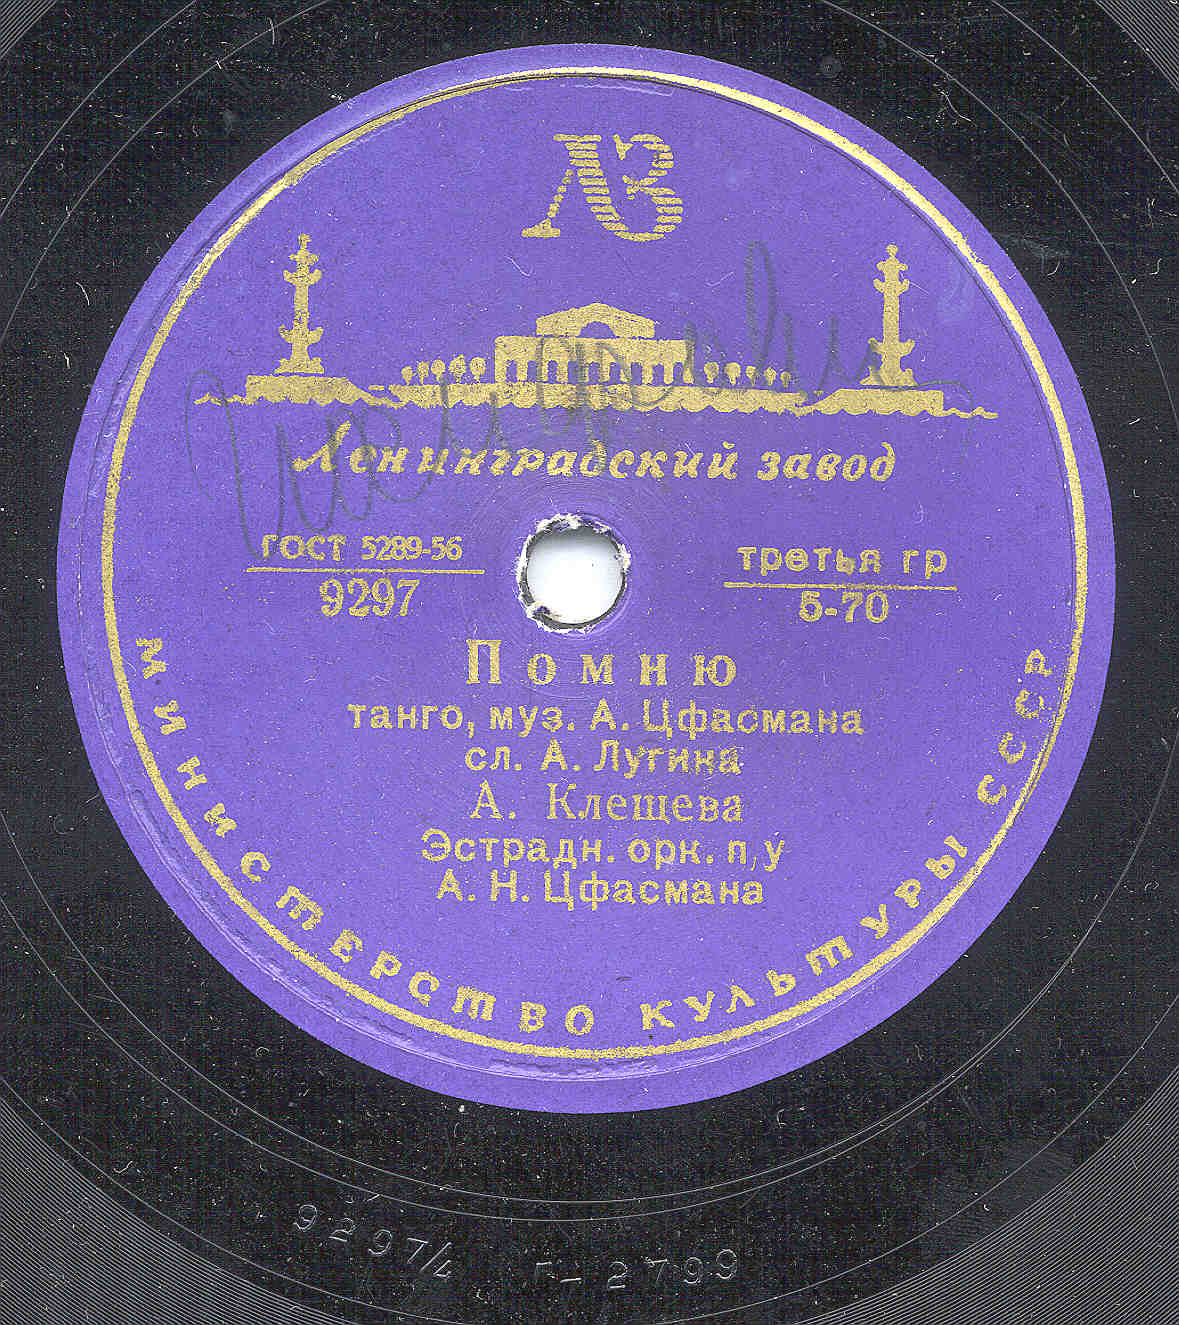 ЛЗ
Ленинградский завод
ГОСТ 5289-56
9297
третья гр
5-70
Помню
танго, муз. А. Цфасмана
сл. А. Лугина
А. Клещева
Эстрадн. орк. п/у
А. Н. Цфасмана
МИНИСТЕРСТВО КУЛЬТУРЫ СССР
9297/4 Г-2799